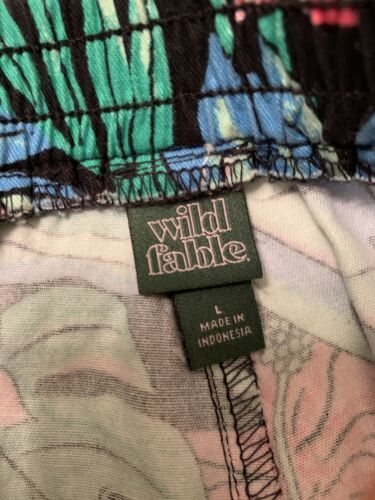 wild
fable.
L
MADE IN
INDONESIA